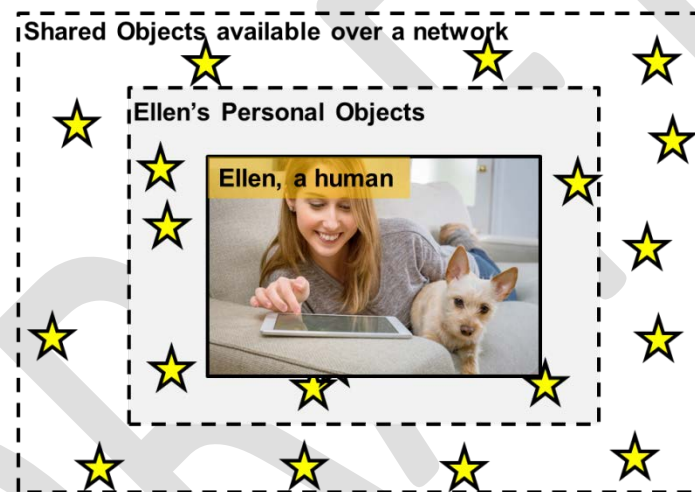 Shared Objects available over a network
Ellen's Personal Objects
Ellen, a human